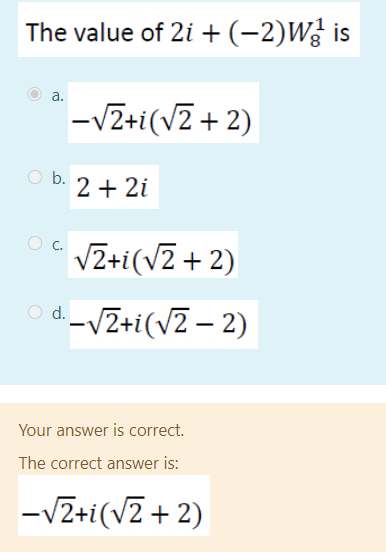 The value of 2i + (−2)W₈¹ is
a. −√2+i(√2 + 2)
b. 2 + 2i
c. √2+i(√2 + 2)
d. −√2+i(√2 − 2)
Your answer is correct.
The correct answer is:
−√2+i(√2 + 2)